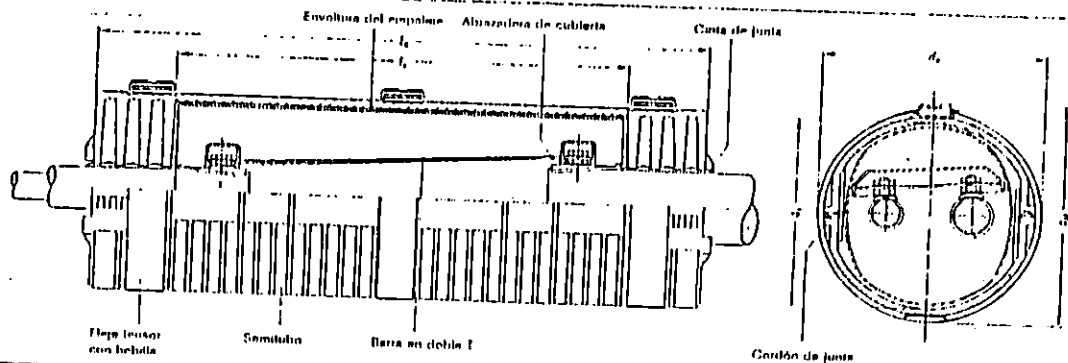 Envoltura del empalme
Abrazadera de cubierta
Cinta de junta
Fleje tensor
con hebilla
Semitubo
Barra en doble T
Cordón de junta